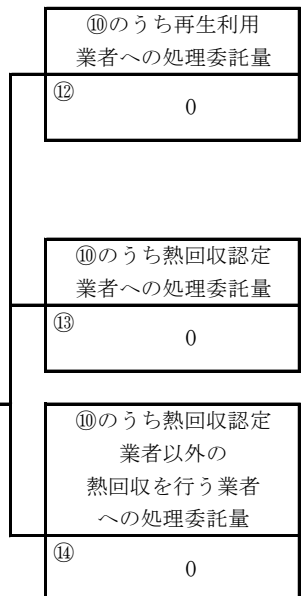 ⑩のうち再生利用
業者への処理委託量
⑫
0
⑩のうち熱回収認定
業者への処理委託量
⑬
0
⑩のうち熱回収認定
業者以外の
熱回収を行う業者
への処理委託量
⑭
0